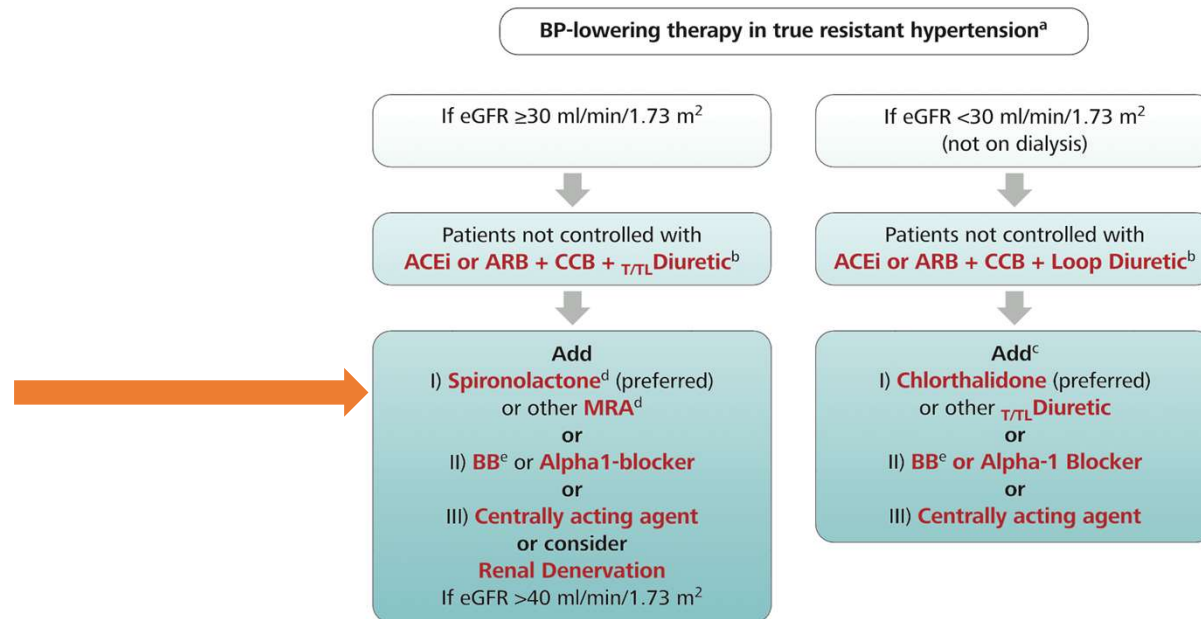 BP-lowering therapy in true resistant hypertensionᵃ
If eGFR ≥30 ml/min/1.73 m²
Patients not controlled with
ACEi or ARB + CCB + T/TLDiureticᵇ
Add
I) Spironolactoneᵈ (preferred)
or other MRAᵈ
or
II) BBᵉ or Alpha1-blocker
or
III) Centrally acting agent
or consider
Renal Denervation
If eGFR >40 ml/min/1.73 m²
If eGFR <30 ml/min/1.73 m²
(not on dialysis)
Patients not controlled with
ACEi or ARB + CCB + Loop Diureticᵇ
Addᶜ
I) Chlorthalidone (preferred)
or other T/TLDiuretic
or
II) BBᵉ or Alpha-1 Blocker
or
III) Centrally acting agent